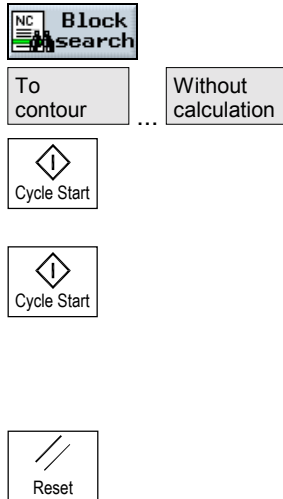 NC Block
search
To
contour
...
Without
calculation
Cycle Start
Cycle Start
Reset